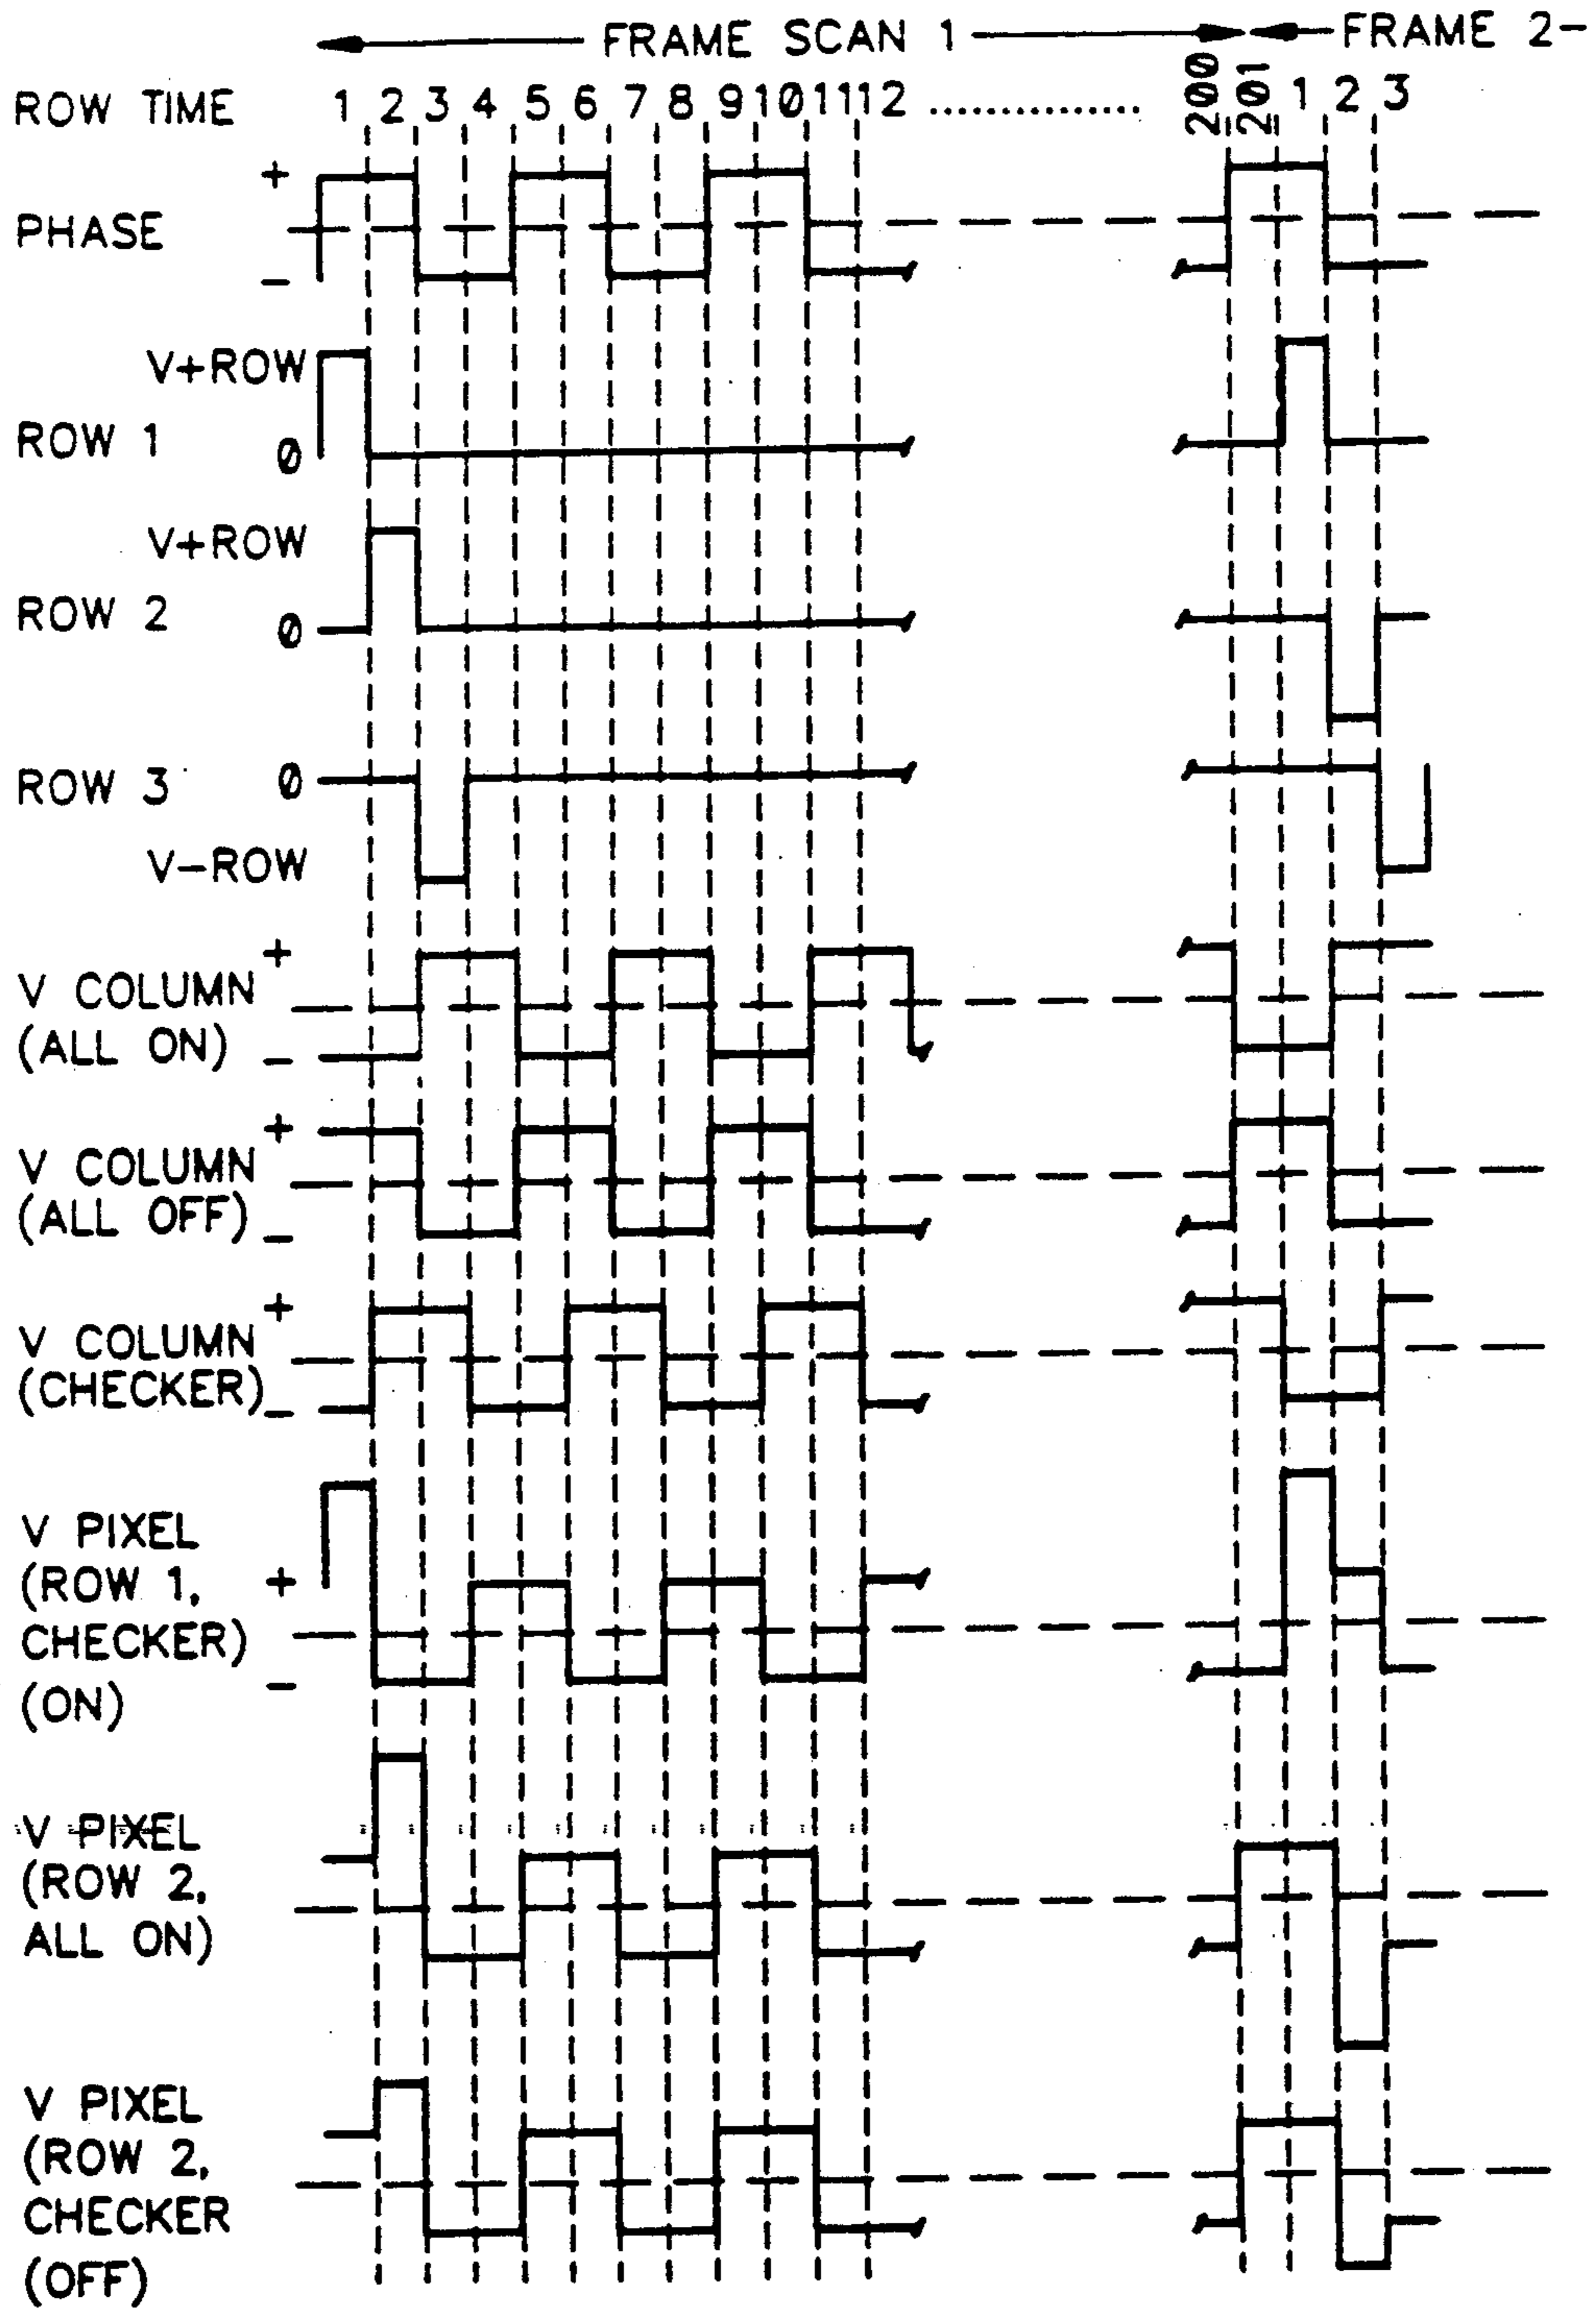 FRAME SCAN 1 FRAME 2-
ROW TIME 1 2 3 4 5 6 7 8 9 10 11 12 ................ 200 201 1 2 3
+
PHASE
-
V+ROW
ROW 1 0
V+ROW
ROW 2 0
ROW 3 0
V-ROW
+
V COLUMN
(ALL ON) -
+
V COLUMN
(ALL OFF) -
+
V COLUMN
(CHECKER) -
V PIXEL
(ROW 1, +
CHECKER)
(ON) -
V PIXEL
(ROW 2,
ALL ON)
V PIXEL
(ROW 2,
CHECKER
(OFF)